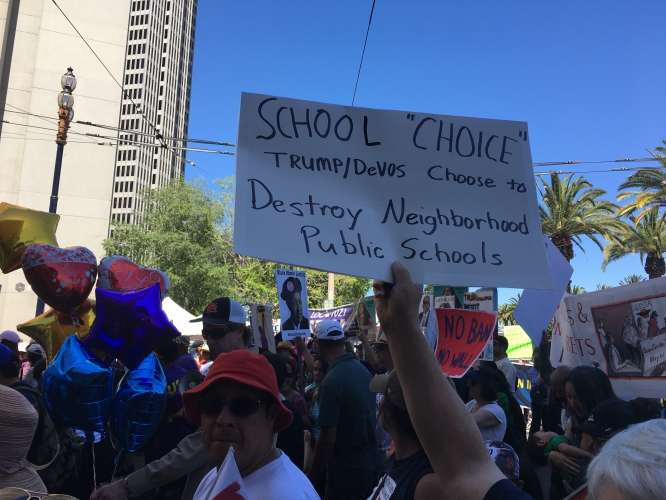 SCHOOL "CHOICE"
TRUMP/DeVOS Choose to
Destroy Neighborhood
Public Schools
NO BAN
NO WALL